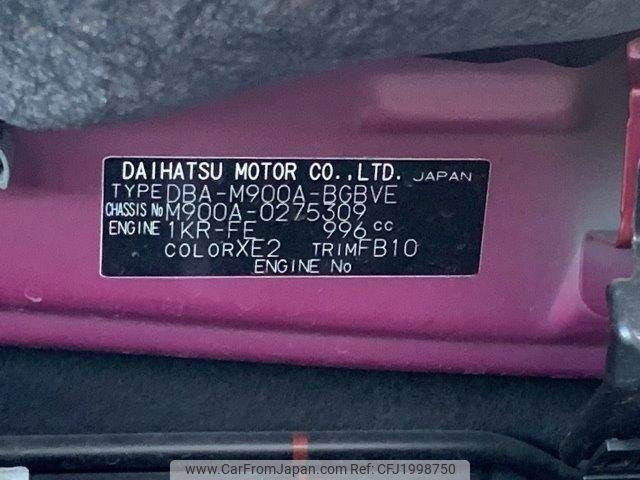 DAIHATSU MOTOR CO.,LTD. JAPAN
TYPE DBA-M900A-BGBVE
CHASSIS No M900A-0275309
ENGINE 1KR-FE 996 cc
COLOR XE2 TRIM FB10
ENGINE No
www.CarFromJapan.com - CFJ1998750